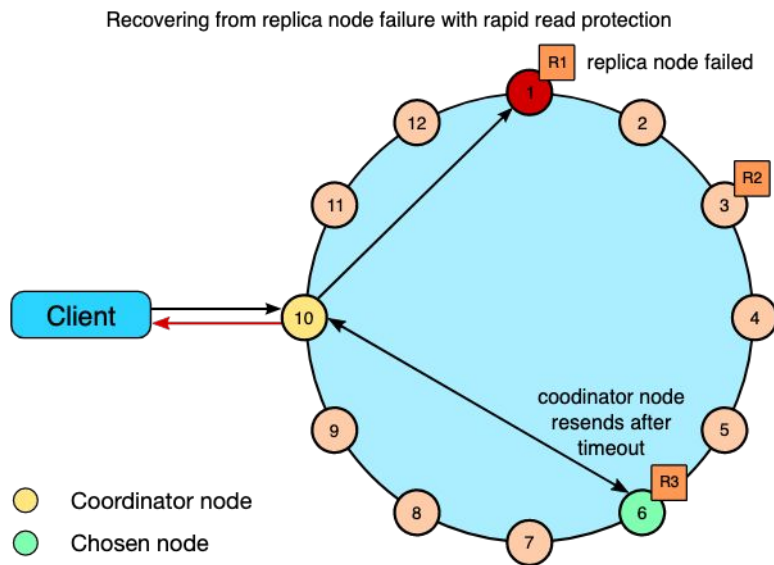 Recovering from replica node failure with rapid read protection
R1
replica node failed
1
12
2
R2
11
3
Client
10
4
coodinator node
resends after
timeout
9
5
R3
Coordinator node
8
6
Chosen node
7